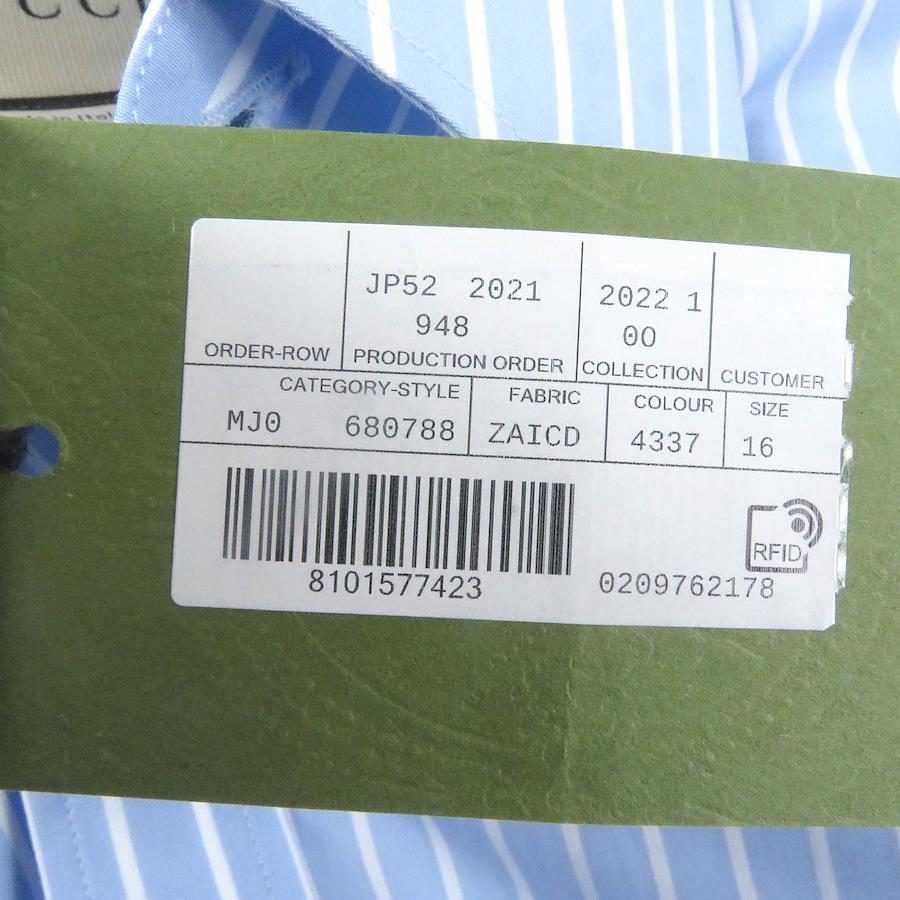 JP52 2021
948
2022 1
00
ORDER-ROW
PRODUCTION ORDER
COLLECTION
CUSTOMER
CATEGORY-STYLE
MJ0 680788
FABRIC
ZAICD
COLOUR
4337
SIZE
16
8101577423
0209762178
RFID